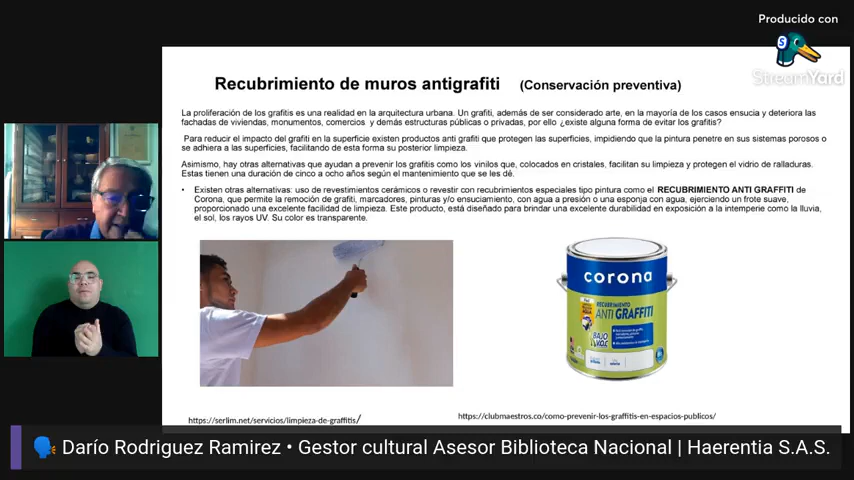 Producido con
StreamYard
Recubrimiento de muros antigrafiti (Conservación preventiva)
La proliferación de los grafitis es una realidad en la arquitectura urbana. Un grafiti, además de ser considerado arte, en la mayoría de los casos ensucia y deteriora las
fachadas de viviendas, monumentos, comercios y demás estructuras públicas o privadas, por ello ¿existe alguna forma de evitar los grafitis?
Para reducir el impacto del grafiti en la superficie existen productos anti grafiti que protegen las superficies, impidiendo que la pintura penetre en sus sistemas porosos o
se adhiera a las superficies, facilitando de esta forma su posterior limpieza.
Asimismo, hay otras alternativas que ayudan a prevenir los grafitis como los vinilos que, colocados en cristales, facilitan su limpieza y protegen el vidrio de ralladuras.
Estas tienen una duración de cinco a ocho años según el mantenimiento que se les dé.
• Existen otras alternativas: uso de revestimientos cerámicos o revestir con recubrimientos especiales tipo pintura como el RECUBRIMIENTO ANTI GRAFFITI de
Corona, que permite la remoción de grafiti, marcadores, pinturas y/o ensuciamiento, con agua a presión o una esponja con agua, ejerciendo un frote suave,
proporcionado una excelente facilidad de limpieza. Este producto, está diseñado para brindar una excelente durabilidad en exposición a la intemperie como la lluvia,
el sol, los rayos UV. Su color es transparente.
corona
RECUBRIMIENTO
ANTI GRAFFITI
BAJO
VOC
https://serlim.net/servicios/limpieza-de-graffitis/
https://clubmaestros.co/como-prevenir-los-graffitis-en-espacios-publicos/
Darío Rodriguez Ramirez • Gestor cultural Asesor Biblioteca Nacional | Haerentia S.A.S.